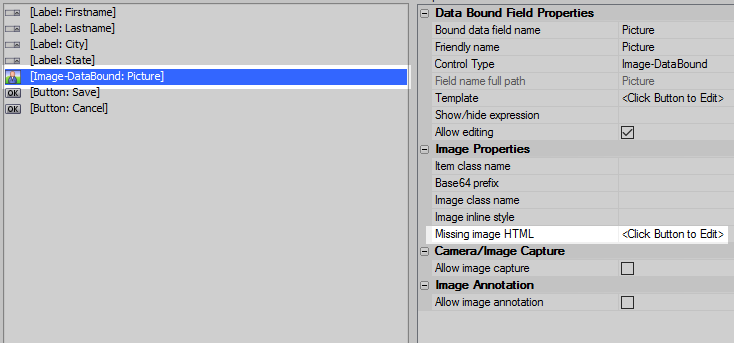 [Label: Firstname]
[Label: Lastname]
[Label: City]
[Label: State]
[Image-DataBound: Picture]
OK [Button: Save]
OK [Button: Cancel]
Data Bound Field Properties
Bound data field name Picture
Friendly name Picture
Control Type Image-DataBound
Field name full path Picture
Template <Click Button to Edit>
Show/hide expression
Allow editing
Image Properties
Item class name
Base64 prefix
Image class name
Image inline style
Missing image HTML <Click Button to Edit>
Camera/Image Capture
Allow image capture
Image Annotation
Allow image annotation